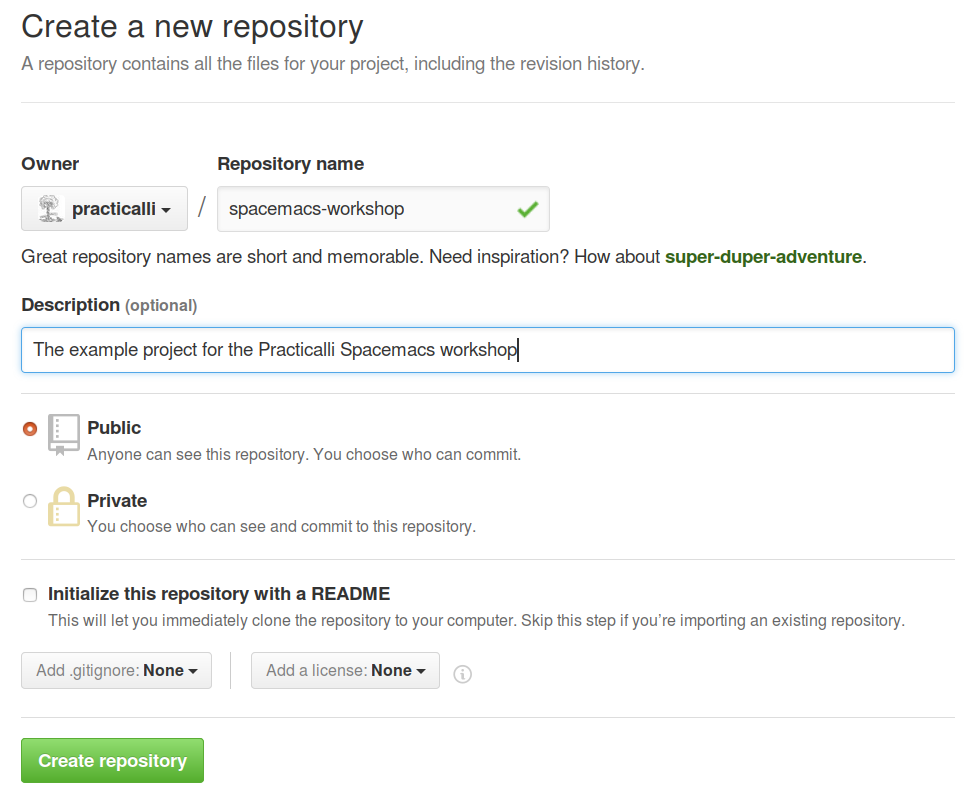 Create a new repository
A repository contains all the files for your project, including the revision history.
Owner Repository name
practicalli / spacemacs-workshop
Great repository names are short and memorable. Need inspiration? How about super-duper-adventure.
Description (optional)
The example project for the Practicalli Spacemacs workshop
Public
Anyone can see this repository. You choose who can commit.
Private
You choose who can see and commit to this repository.
Initialize this repository with a README
This will let you immediately clone the repository to your computer. Skip this step if you’re importing an existing repository.
Add .gitignore: None Add a license: None
Create repository